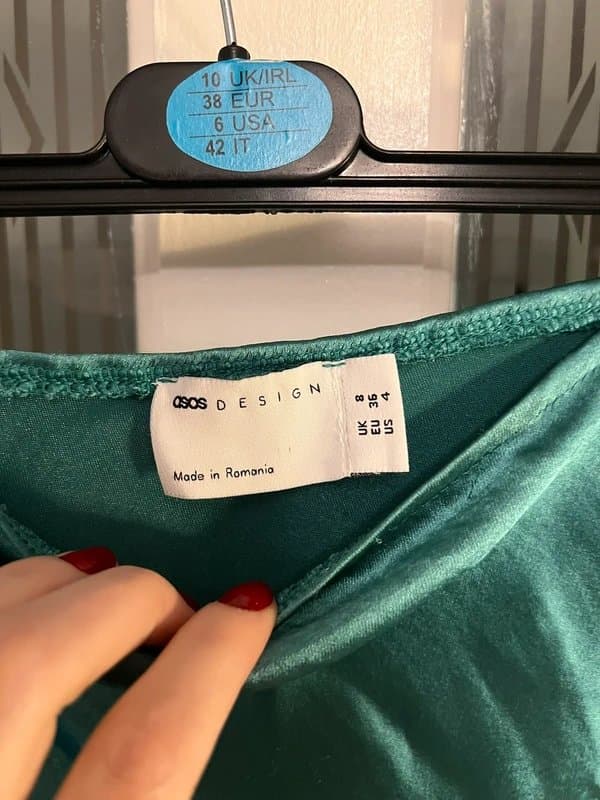 10 UK/IRL
38 EUR
6 USA
42 IT
asos DESIGN
Made in Romania
UK 8
EU 36
US 4